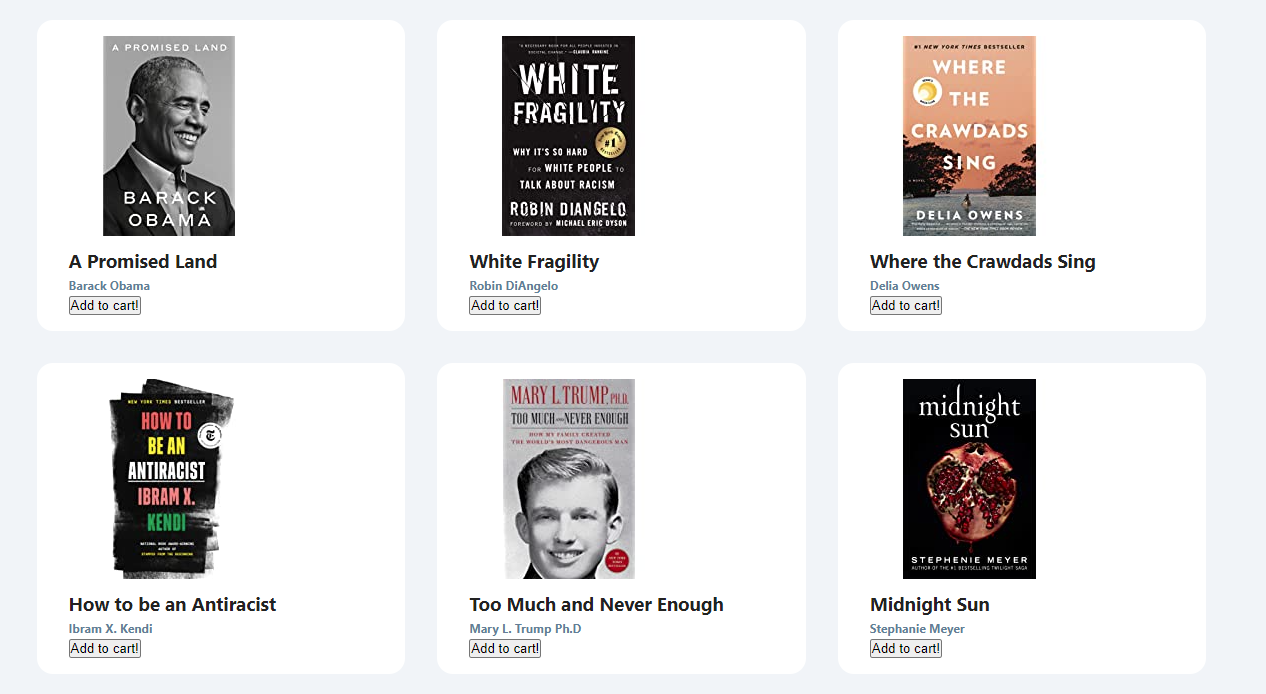 A PROMISED LAND
BARACK
OBAMA
A Promised Land
Barack Obama
Add to cart!
"A NECESSARY BOOK FOR ALL PEOPLE INVESTED IN
SOCIETAL CHANGE." —CLAUDIA RANKINE
WHITE
FRAGILITY
#1
WHY IT'S SO HARD
FOR WHITE PEOPLE TO
TALK ABOUT RACISM
ROBIN DIANGELO
FOREWORD BY MICHAEL ERIC DYSON
White Fragility
Robin DiAngelo
Add to cart!
#1 NEW YORK TIMES BESTSELLER
WHERE
THE
CRAWDADS
SING
A NOVEL
DELIA OWENS
Where the Crawdads Sing
Delia Owens
Add to cart!
NEW YORK TIMES BESTSELLER
HOW TO
BE AN
ANTIRACIST
IBRAM X.
KENDI
NATIONAL BOOK AWARD–WINNING
AUTHOR OF
STAMPED FROM THE BEGINNING
How to be an Antiracist
Ibram X. Kendi
Add to cart!
MARY L. TRUMP, PH.D.
TOO MUCH AND NEVER ENOUGH
HOW MY FAMILY CREATED
THE WORLD'S MOST DANGEROUS MAN
Too Much and Never Enough
Mary L. Trump Ph.D
Add to cart!
midnight
sun
STEPHENIE MEYER
AUTHOR OF THE #1 BESTSELLING TWILIGHT SAGA
Midnight Sun
Stephanie Meyer
Add to cart!